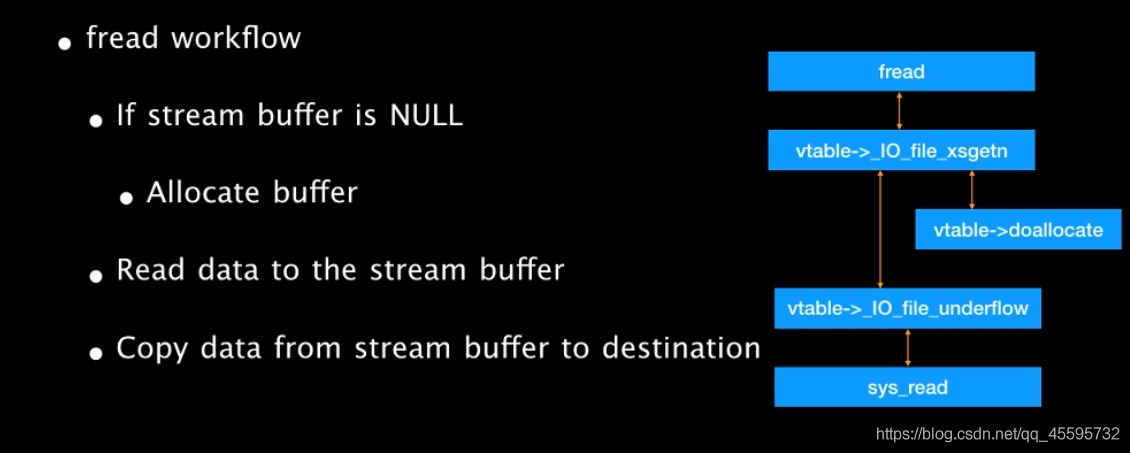 fread workflow
If stream buffer is NULL
Allocate buffer
Read data to the stream buffer
Copy data from stream buffer to destination
fread
vtable->_IO_file_xsgetn
vtable->doallocate
vtable->_IO_file_underflow
sys_read
https://blog.csdn.net/qq_45595732